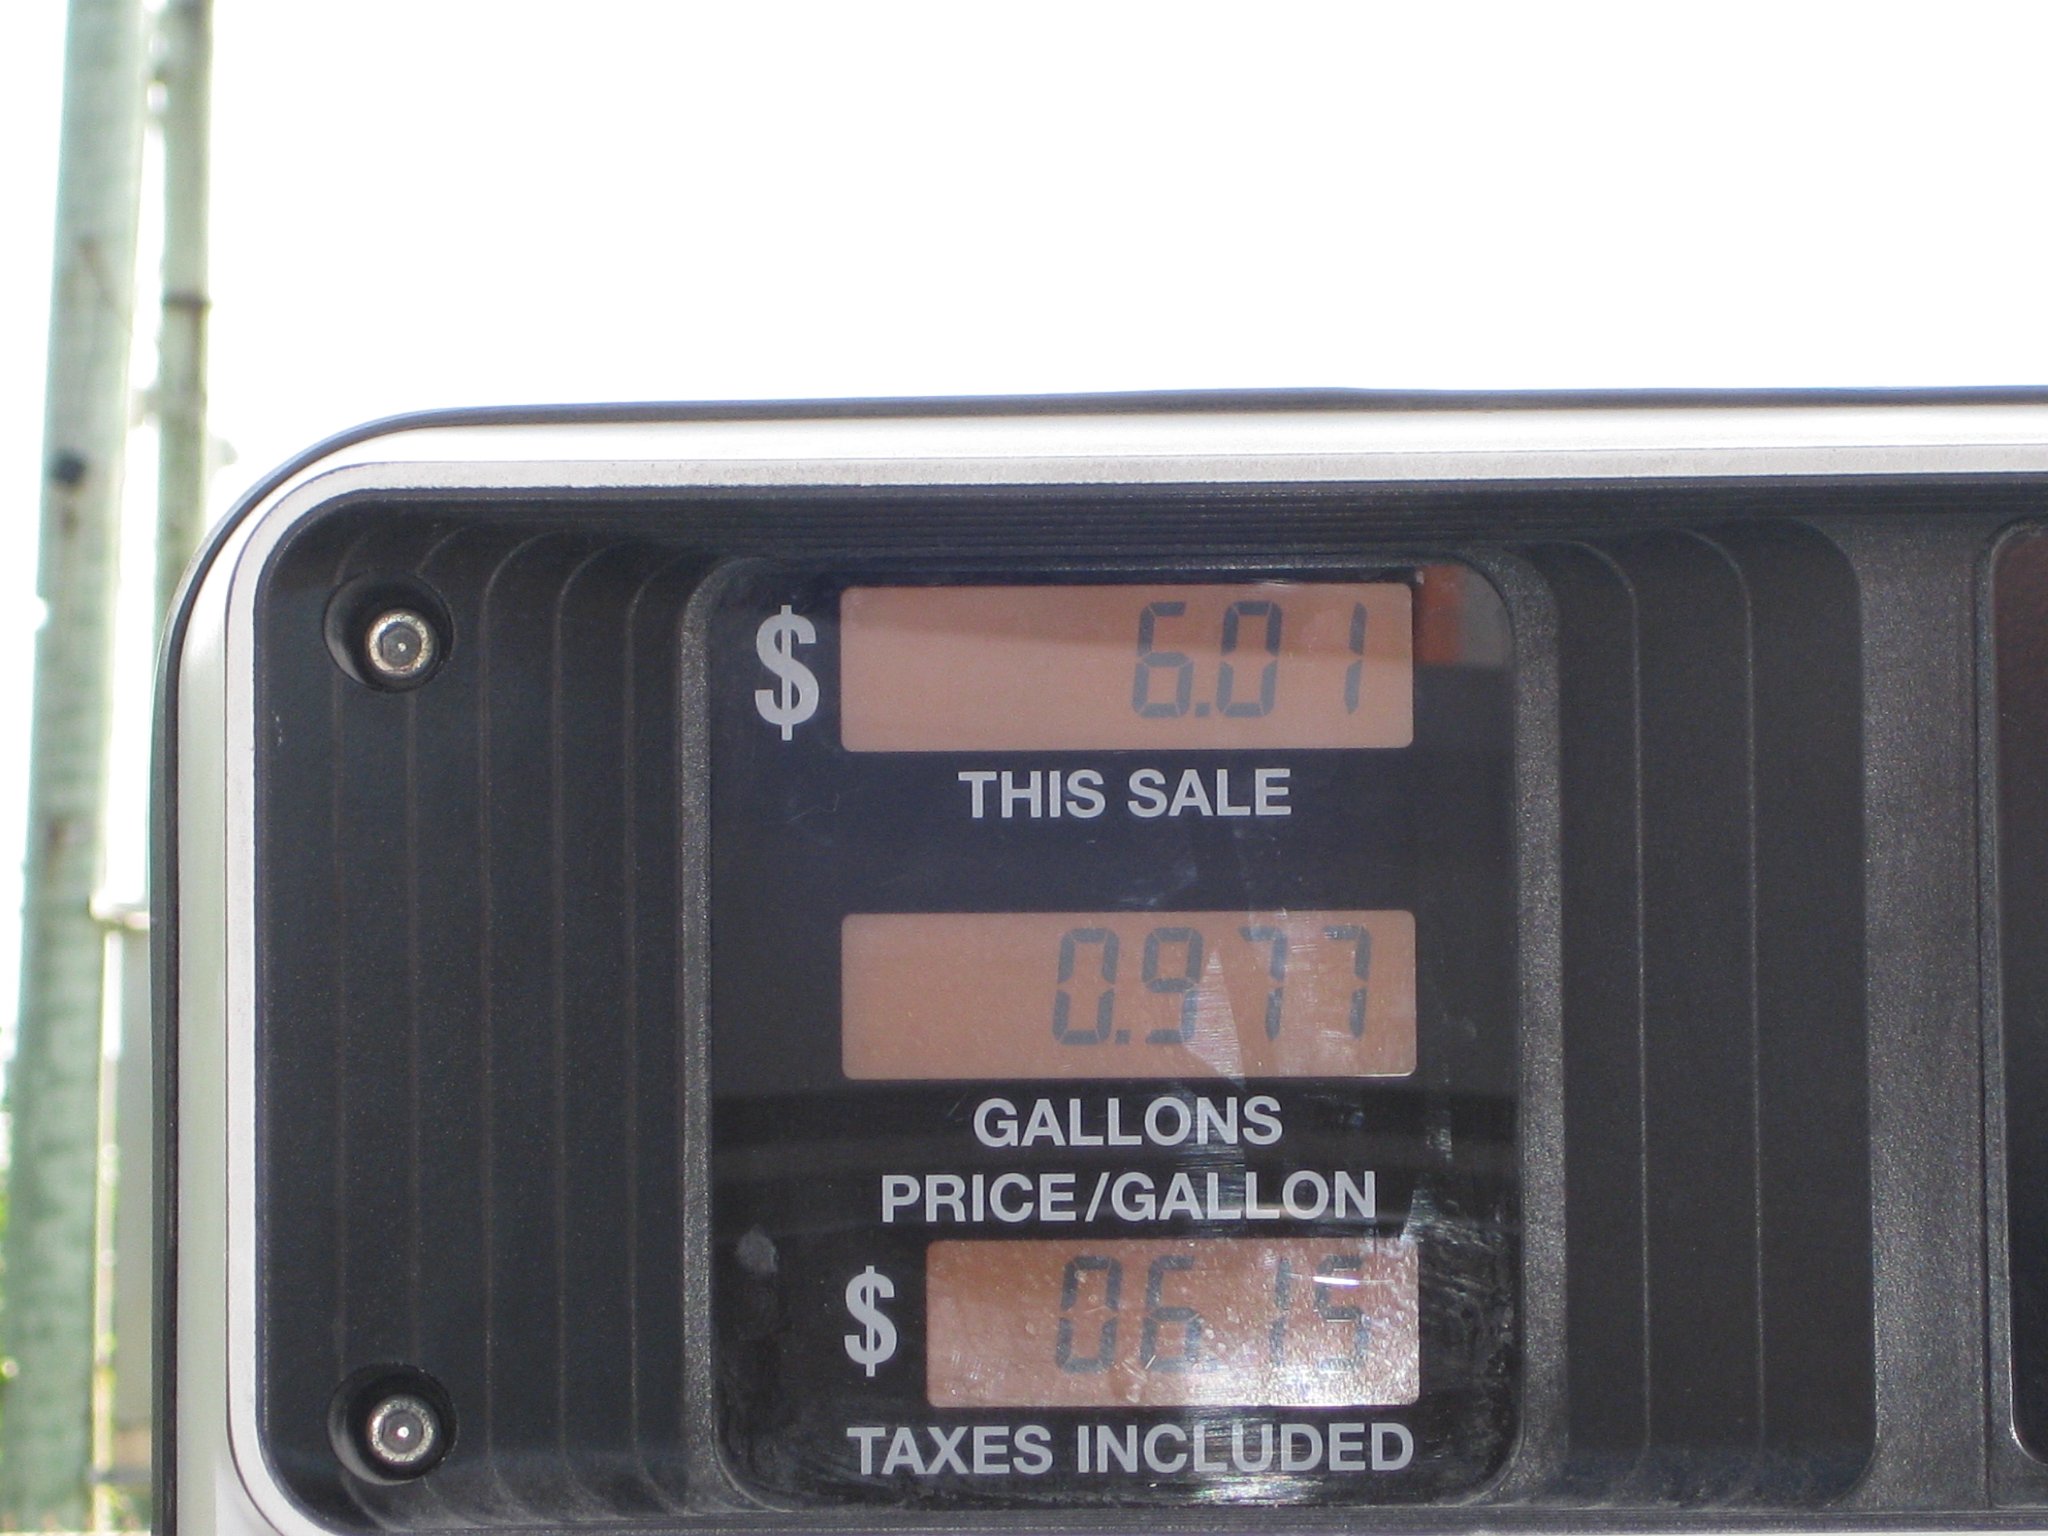 $ 6.01
THIS SALE
0.977
GALLONS
PRICE/GALLON
$ 06 15
TAXES INCLUDED